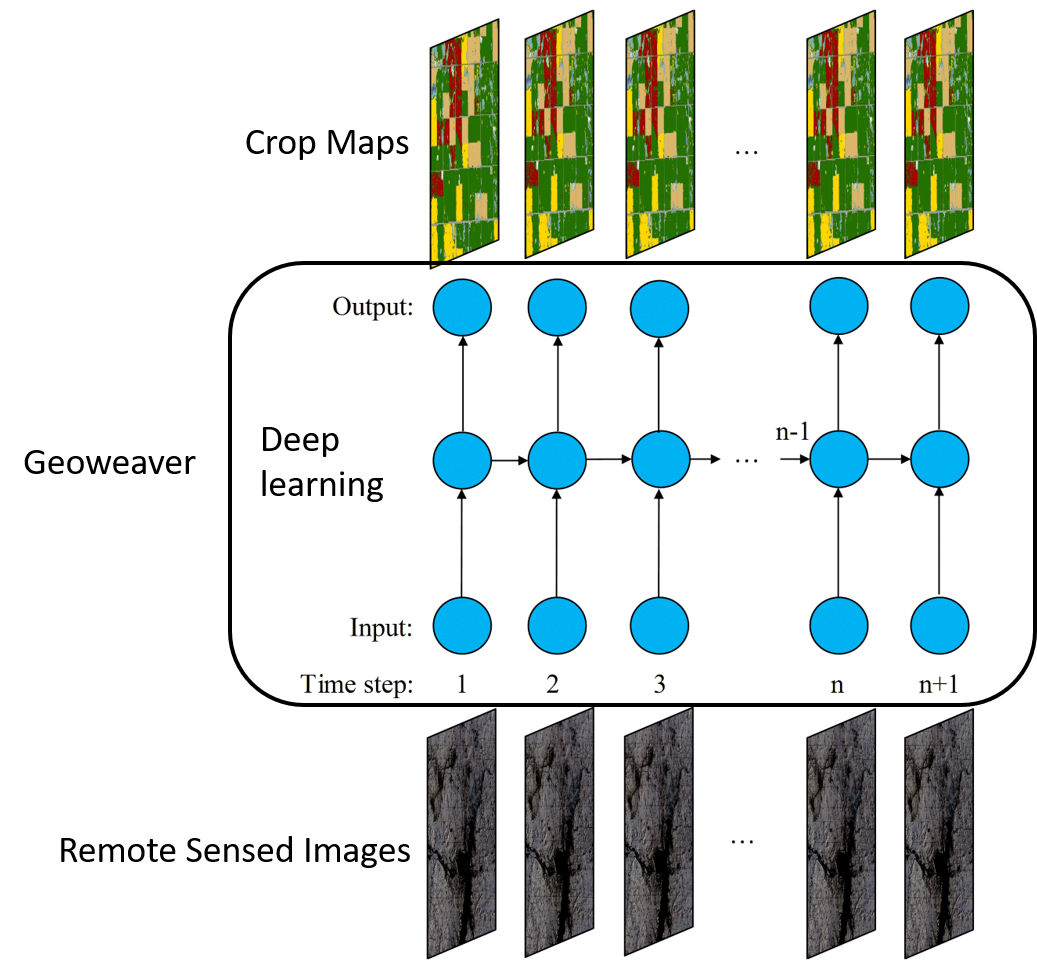 Crop Maps
...
Output:
n-1
Deep
learning
...
Geoweaver
Input:
Time step: 1 2 3 n n+1
...
Remote Sensed Images